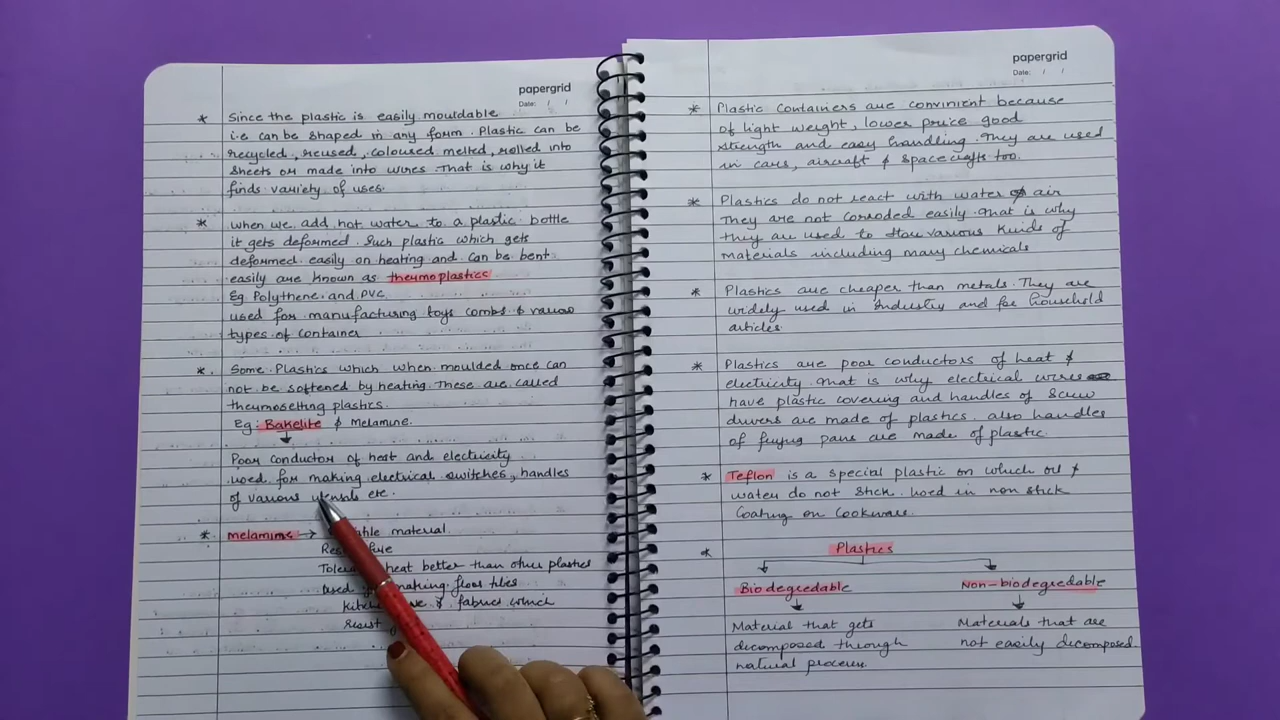 papergrid
Date: / /
* Since the plastic is easily mouldable
i.e can be shaped in any form. Plastic can be
recycled, reused, coloured melted, rolled into
sheets or made into wires. That is why it
finds variety of uses.
* when we add hot water to a plastic bottle
it gets deformed. Such plastic which gets
deformed easily on heating and can be bent
easily are known as thermoplastics
Eg Polythene and PVC
used for manufacturing toys combs & various
types of container
* Some Plastics which when moulded once can
not be softened by heating. These are called
thermosetting plastics.
Eg: Bakelite & Melamine.
Poor conductor of heat and electricity
used for making electrical switches, handles
of various utensils etc.
* melamins → material.
fire
heat better than other plastics
used making floor tiles
& fabrics which
resist
papergrid
Date: / /
* Plastic Containers are convinient because
of light weight, lower price good
strength and easy handling. They are used
in cars, aircraft & spacecrafts too.
* Plastics do not react with water & air
They are not corroded easily. That is why
they are used to store various kinds of
materials including many chemicals
* Plastics are cheaper than metals. They are
widely used in Industry and for household
articles.
* Plastics are poor conductors of heat &
electricity that is why electrical wires
have plastic covering and handles of screw
drivers are made of plastics. also handles
of frying pans are made of plastic.
* Teflon is a special plastic on which oil &
water do not stick. Used in non stick
Coating on Cookware.
* Plastics
Biodegredable Non-biodegredable
Material that gets Materials that are
decomposed through not easily decomposed.
natural process.